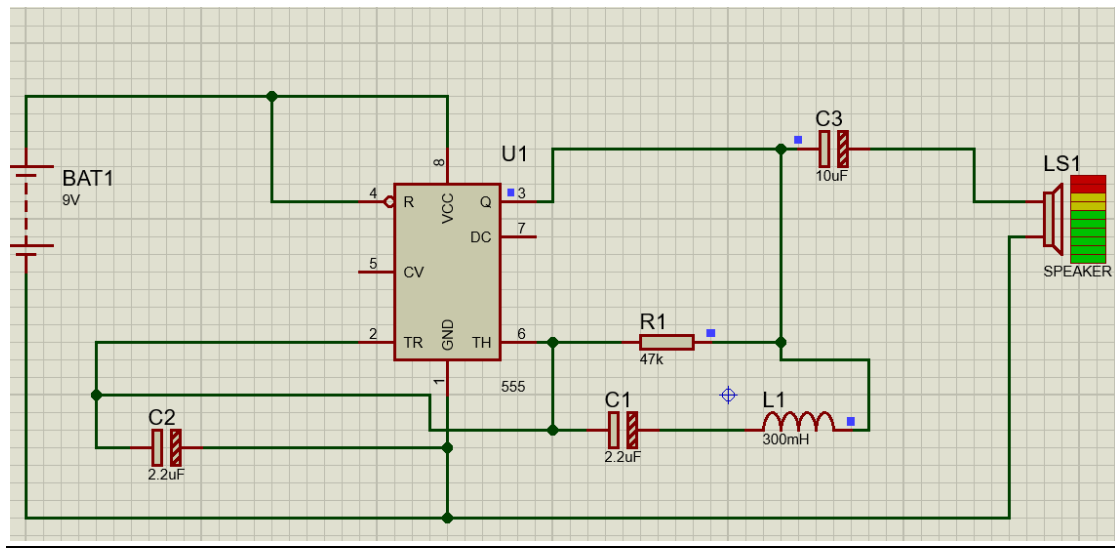 C3
10uF
LS1
SPEAKER
U1
BAT1
9V
8
VCC
4
R
Q
3
DC
7
5
CV
2
TR
GND
TH
6
1
555
R1
47k
C1
2.2uF
L1
300mH
C2
2.2uF